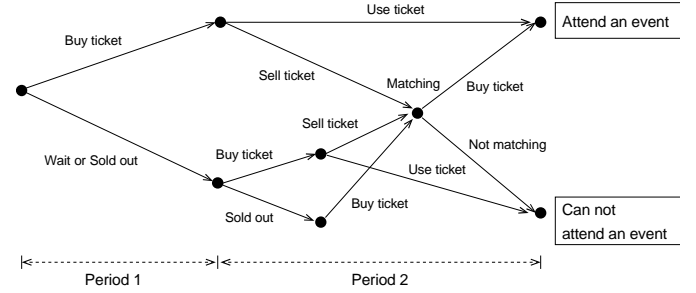 Use ticket
Attend an event
Buy ticket
Sell ticket
Matching
Buy ticket
Sell ticket
Not matching
Wait or Sold out
Buy ticket
Use ticket
Sold out
Buy ticket
Can not
attend an event
Period 1
Period 2